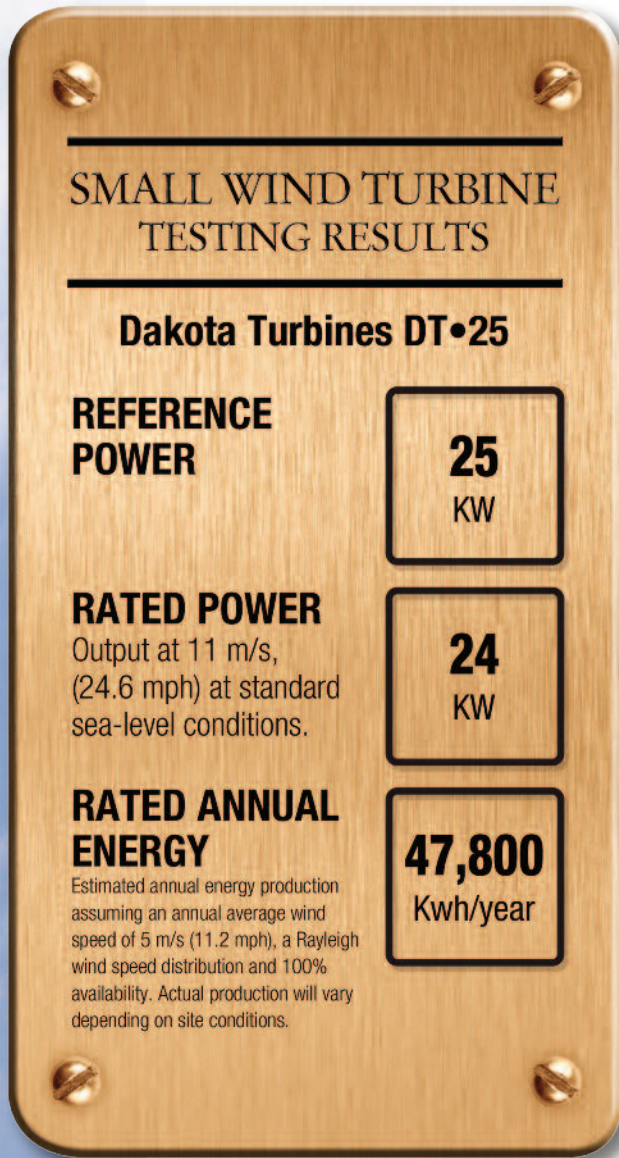 SMALL WIND TURBINE
TESTING RESULTS
Dakota Turbines DT•25
REFERENCE
POWER
25
KW
RATED POWER
Output at 11 m/s,
(24.6 mph) at standard
sea-level conditions.
24
KW
RATED ANNUAL
ENERGY
Estimated annual energy production
assuming an annual average wind
speed of 5 m/s (11.2 mph), a Rayleigh
wind speed distribution and 100%
availability. Actual production will vary
depending on site conditions.
47,800
Kwh/year